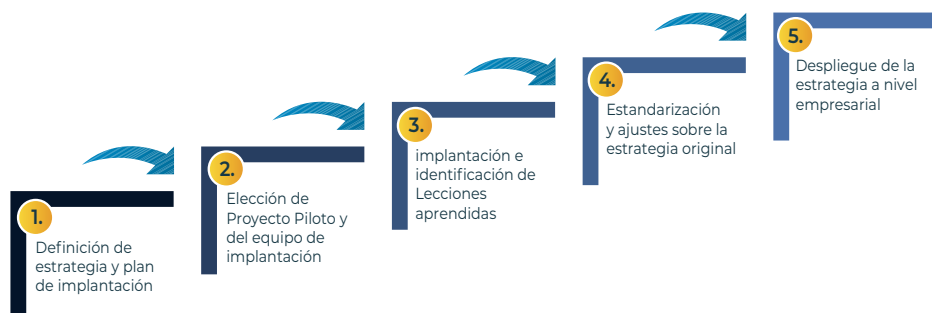 1.
Definición de
estrategia y plan
de implantación
2.
Elección de
Proyecto Piloto y
del equipo de
implantación
3.
implantación e
identificación de
Lecciones
aprendidas
4.
Estandarización
y ajustes sobre la
estrategia original
5.
Despliegue de la
estrategia a nivel
empresarial